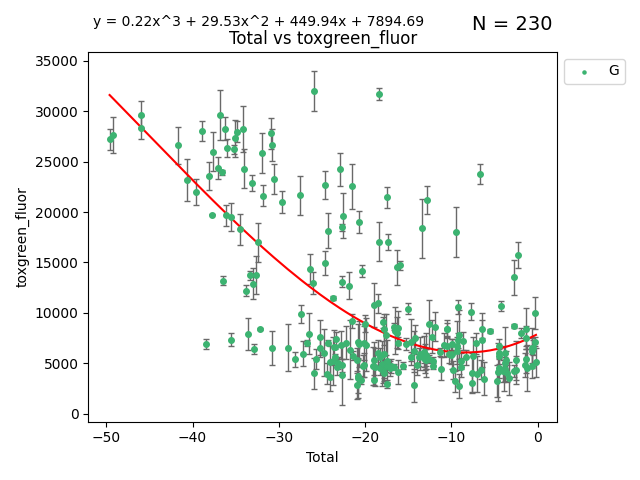 y = 0.22x^3 + 29.53x^2 + 449.94x + 7894.69
N = 230
Total vs toxgreen_fluor
G
35000
30000
25000
20000
15000
10000
5000
0
toxgreen_fluor
−50 −40 −30 −20 −10 0
Total